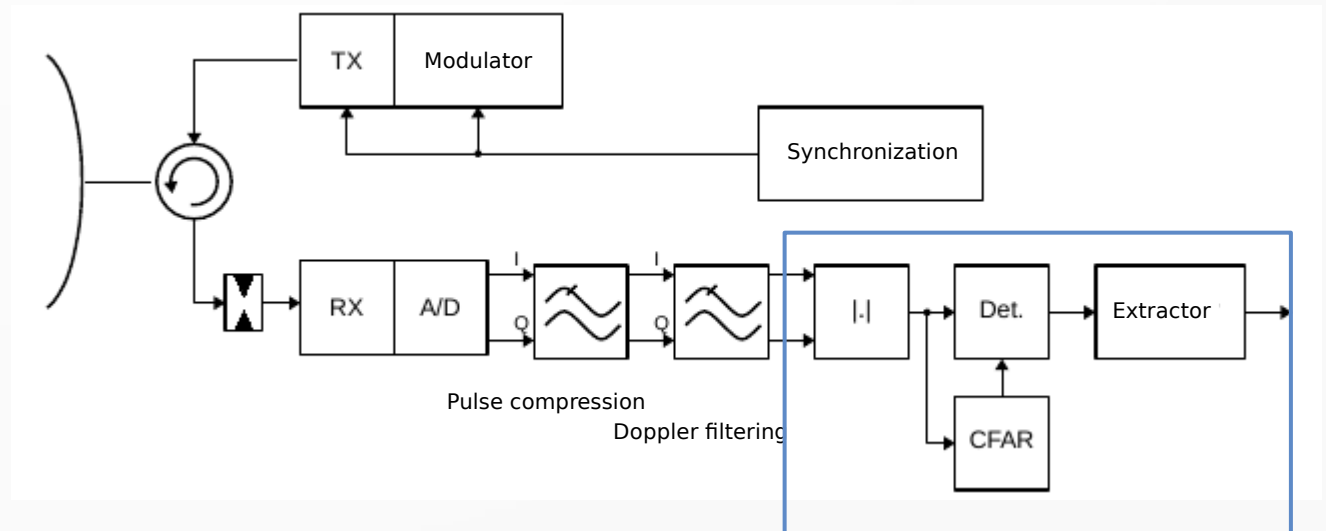 TX
Modulator
Synchronization
RX
A/D
I
Q
I
Q
|.|
Det.
Extractor
Pulse compression
Doppler filtering
CFAR